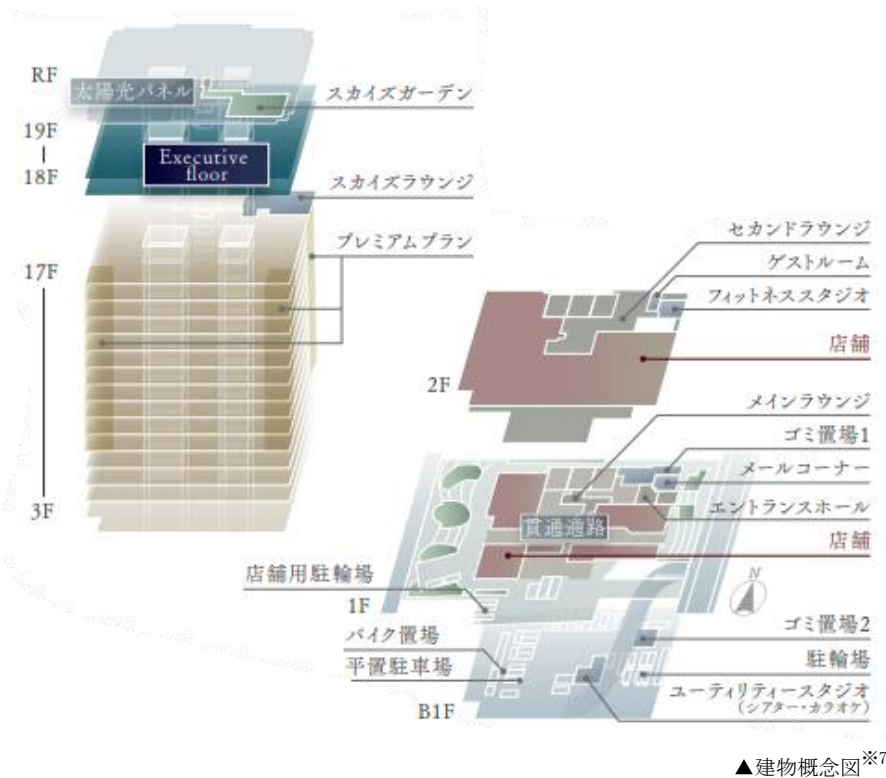 RF
太陽光パネル
スカイズガーデン
19F
18F
Executive
floor
スカイズラウンジ
プレミアムプラン
17F
3F
セカンドラウンジ
ゲストルーム
フィットネススタジオ
店舗
2F
メインラウンジ
ゴミ置場1
メールコーナー
エントランスホール
貫通通路
店舗
店舗用駐輪場
1F
N
バイク置場
平置駐車場
B1F
ゴミ置場2
駐輪場
ユーティリティースタジオ
(シアター・カラオケ)
▲建物概念図※7